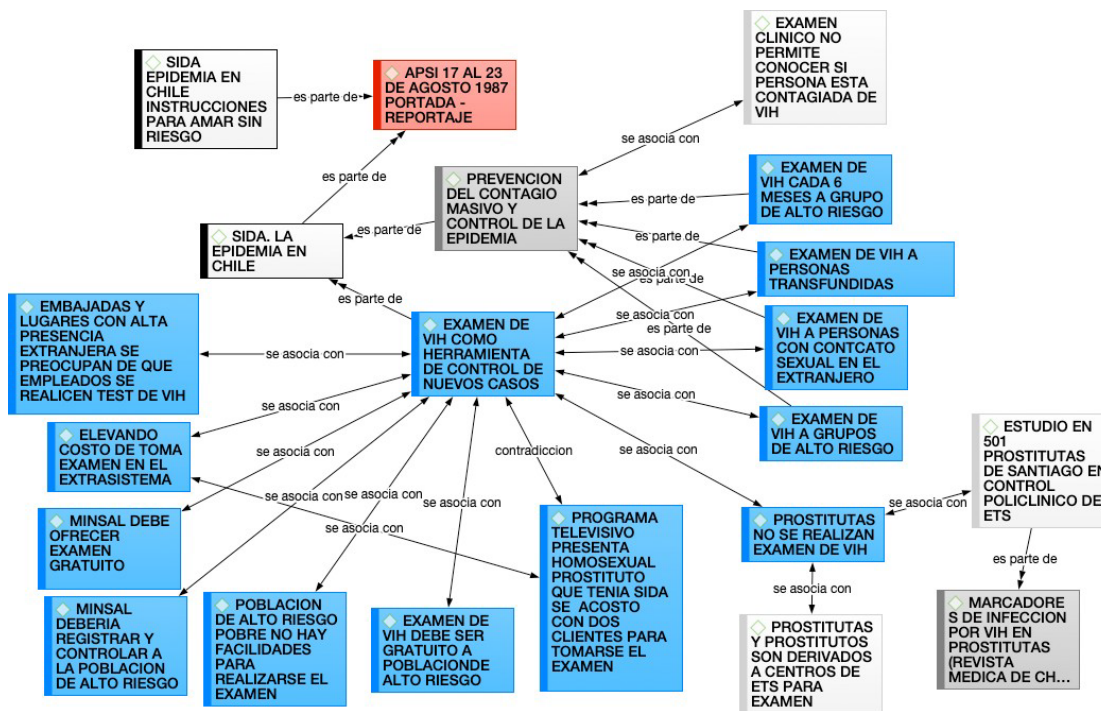 SIDA
EPIDEMIA EN
CHILE
INSTRUCCIONES
PARA AMAR SIN
RIESGO
es parte de
APSI 17 AL 23
DE AGOSTO 1987
PORTADA -
REPORTAJE
EXAMEN
CLINICO NO
PERMITE
CONOCER SI
PERSONA ESTA
CONTAGIADA DE
VIH
se asocia con
es parte de
PREVENCION
DEL CONTAGIO
MASIVO Y
CONTROL DE LA
EPIDEMIA
es parte de
EXAMEN DE
VIH CADA 6
MESES A GRUPO
DE ALTO RIESGO
SIDA. LA
EPIDEMIA EN
CHILE
es parte de
es parte de
EXAMEN DE VIH A
PERSONAS
TRANSFUNDIDAS
se asocia con
es parte de
es parte de
EMBAJADAS Y
LUGARES CON ALTA
PRESENCIA
EXTRANJERA SE
PREOCUPAN DE QUE
EMPLEADOS SE
REALICEN TEST DE VIH
se asocia con
EXAMEN DE
VIH COMO
HERRAMIENTA
DE CONTROL DE
NUEVOS CASOS
se asocia con
es parte de
se asocia con
EXAMEN DE
VIH A PERSONAS
CON CONTCATO
SEXUAL EN EL
EXTRANJERO
se asocia con
se asocia con
EXAMEN DE
VIH A GRUPOS
DE ALTO RIESGO
ELEVANDO
COSTO DE TOMA
EXAMEN EN EL
EXTRASISTEMA
se asocia con
contradiccion
se asocia con
ESTUDIO EN
501
PROSTITUTAS
DE SANTIAGO EN
CONTROL
POLICLINICO DE
ETS
se asocia con
se asocia con
se asocia con
se asocia con
se asocia con
MINSAL DEBE
OFRECER
EXAMEN
GRATUITO
PROGRAMA
TELEVISIVO
PRESENTA
HOMOSEXUAL
PROSTITUTO
QUE TENIA SIDA
SE ACOSTO
CON DOS
CLIENTES PARA
TOMARSE EL
EXAMEN
PROSTITUTAS
NO SE REALIZAN
EXAMEN DE VIH
es parte de
se asocia con
MINSAL
DEBERIA
REGISTRAR Y
CONTROLAR A
LA POBLACION
DE ALTO RIESGO
POBLACION
DE ALTO RIESGO
POBRE NO HAY
FACILIDADES
PARA
REALIZARSE EL
EXAMEN
EXAMEN DE
VIH DEBE SER
GRATUITO A
POBLACIONDE
ALTO RIESGO
PROSTITUTAS
Y PROSTITUTOS
SON DERIVADOS
A CENTROS DE
ETS PARA
EXAMEN
MARCADORE
S DE INFECCION
POR VIH EN
PROSTITUTAS
(REVISTA
MEDICA DE CH...